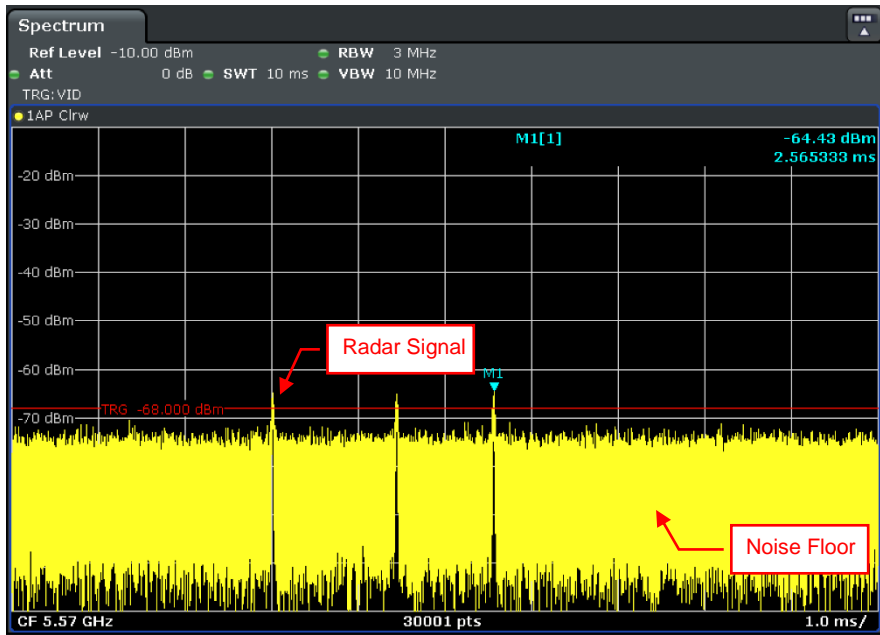 Spectrum
Ref Level -10.00 dBm RBW 3 MHz
Att 0 dB SWT 10 ms VBW 10 MHz
TRG:VID
1AP Clrw
M1[1] -64.43 dBm
2.565333 ms
-20 dBm
-30 dBm
-40 dBm
-50 dBm
Radar Signal
-60 dBm
M1
TRG -68.000 dBm
-70 dBm
Noise Floor
CF 5.57 GHz 30001 pts 1.0 ms/